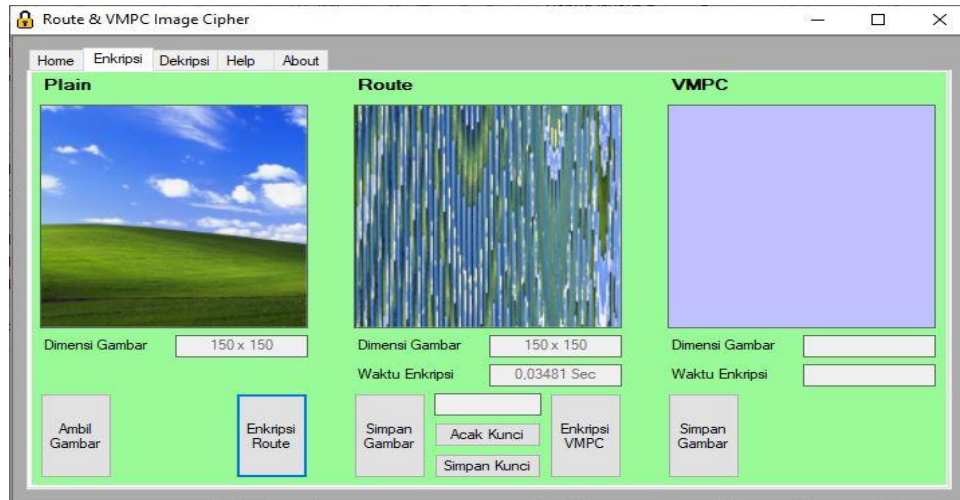 Route & VMPC Image Cipher
Home Enkripsi Dekripsi Help About
Plain Route VMPC
Dimensi Gambar 150 x 150 Dimensi Gambar 150 x 150 Dimensi Gambar
Waktu Enkripsi 0,03481 Sec Waktu Enkripsi
Ambil
Gambar
Enkripsi
Route
Simpan
Gambar
Acak Kunci
Simpan Kunci
Enkripsi
VMPC
Simpan
Gambar